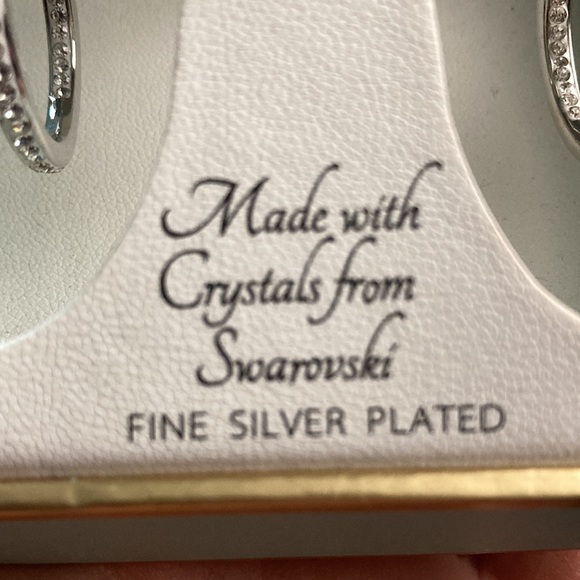 Made with
Crystals from
Swarovski
FINE SILVER PLATED